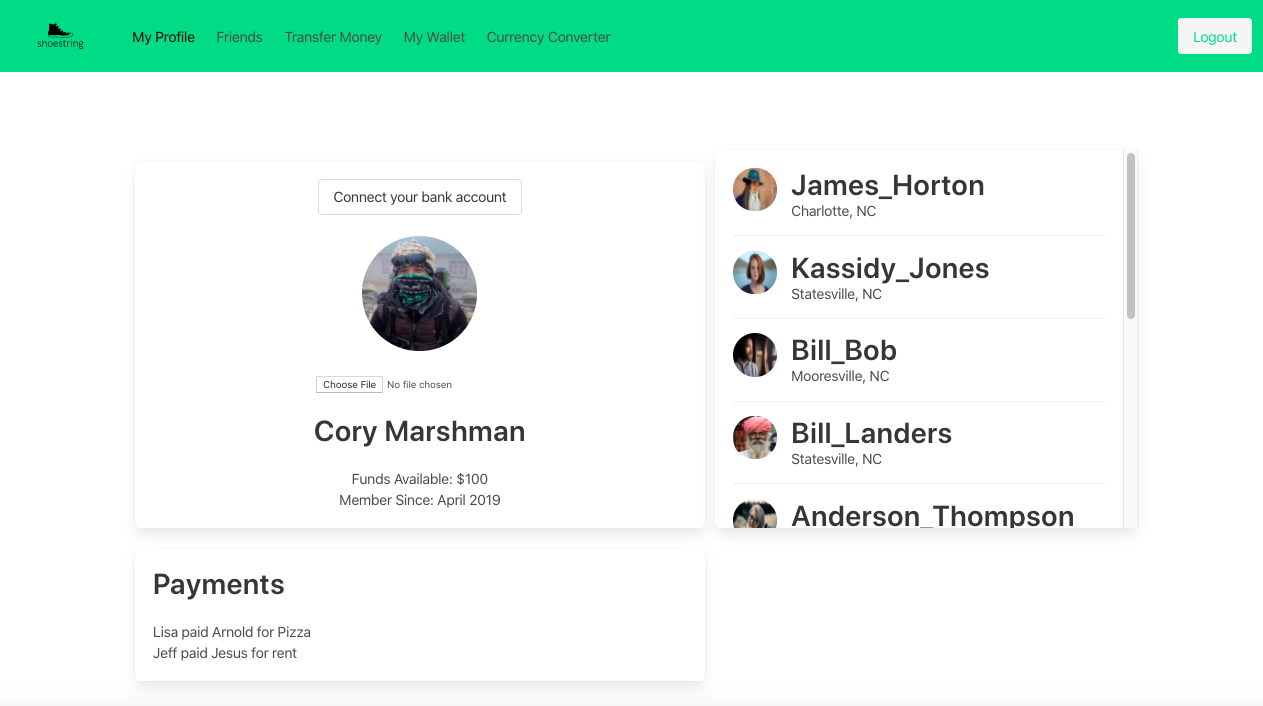 shoestring
My Profile Friends Transfer Money My Wallet Currency Converter Logout
Connect your bank account
Choose File No file chosen
Cory Marshman
Funds Available: $100
Member Since: April 2019
James_Horton
Charlotte, NC
Kassidy_Jones
Statesville, NC
Bill_Bob
Mooresville, NC
Bill_Landers
Statesville, NC
Anderson_Thompson
Payments
Lisa paid Arnold for Pizza
Jeff paid Jesus for rent